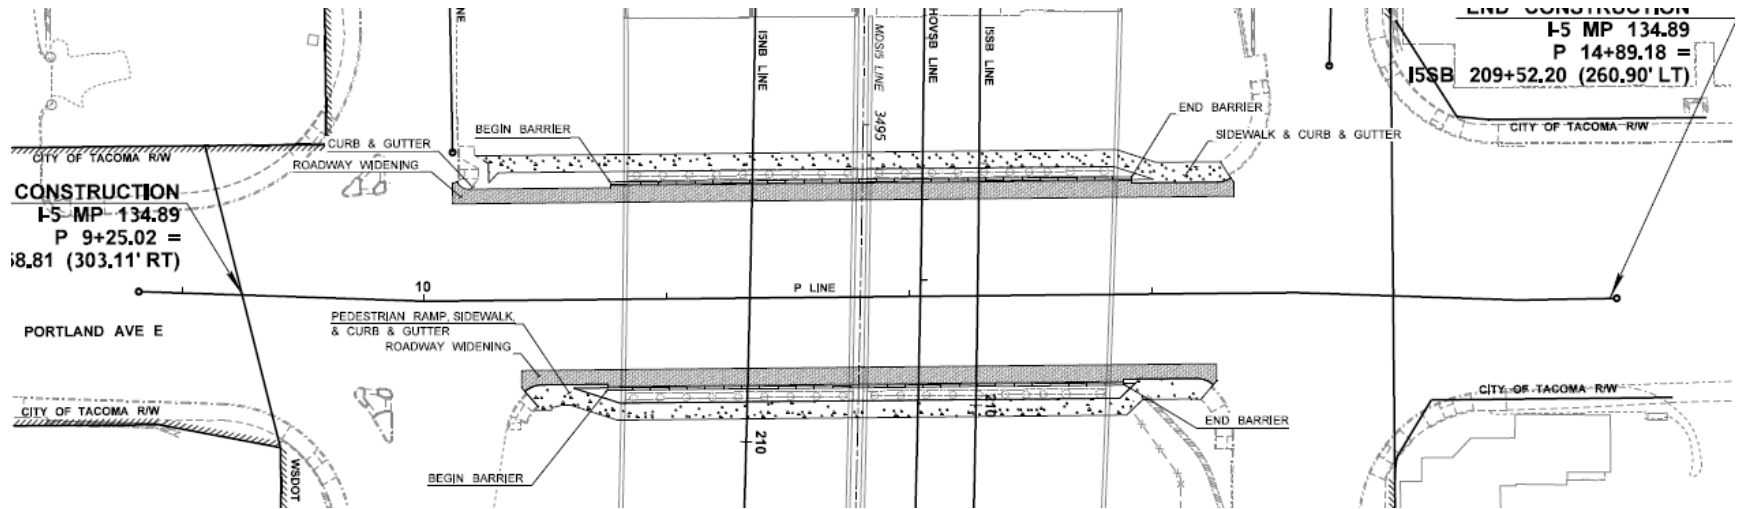 END CONSTRUCTION
I-5 MP 134.89
P 14+89.18 =
I5SB 209+52.20 (260.90' LT)
NE
I5NB LINE
MDSI5 LINE 3495
HOVSB LINE
I5SB LINE
BEGIN BARRIER
END BARRIER
CURB & GUTTER
SIDEWALK & CURB & GUTTER
CITY OF TACOMA R/W
CITY OF TACOMA R/W
ROADWAY WIDENING
CONSTRUCTION
I-5 MP 134.89
P 9+25.02 =
58.81 (303.11' RT)
10
P LINE
PORTLAND AVE E
PEDESTRIAN RAMP, SIDEWALK,
& CURB & GUTTER
ROADWAY WIDENING
CITY OF TACOMA R/W
CITY OF TACOMA R/W
210
210
END BARRIER
BEGIN BARRIER
WSDOT